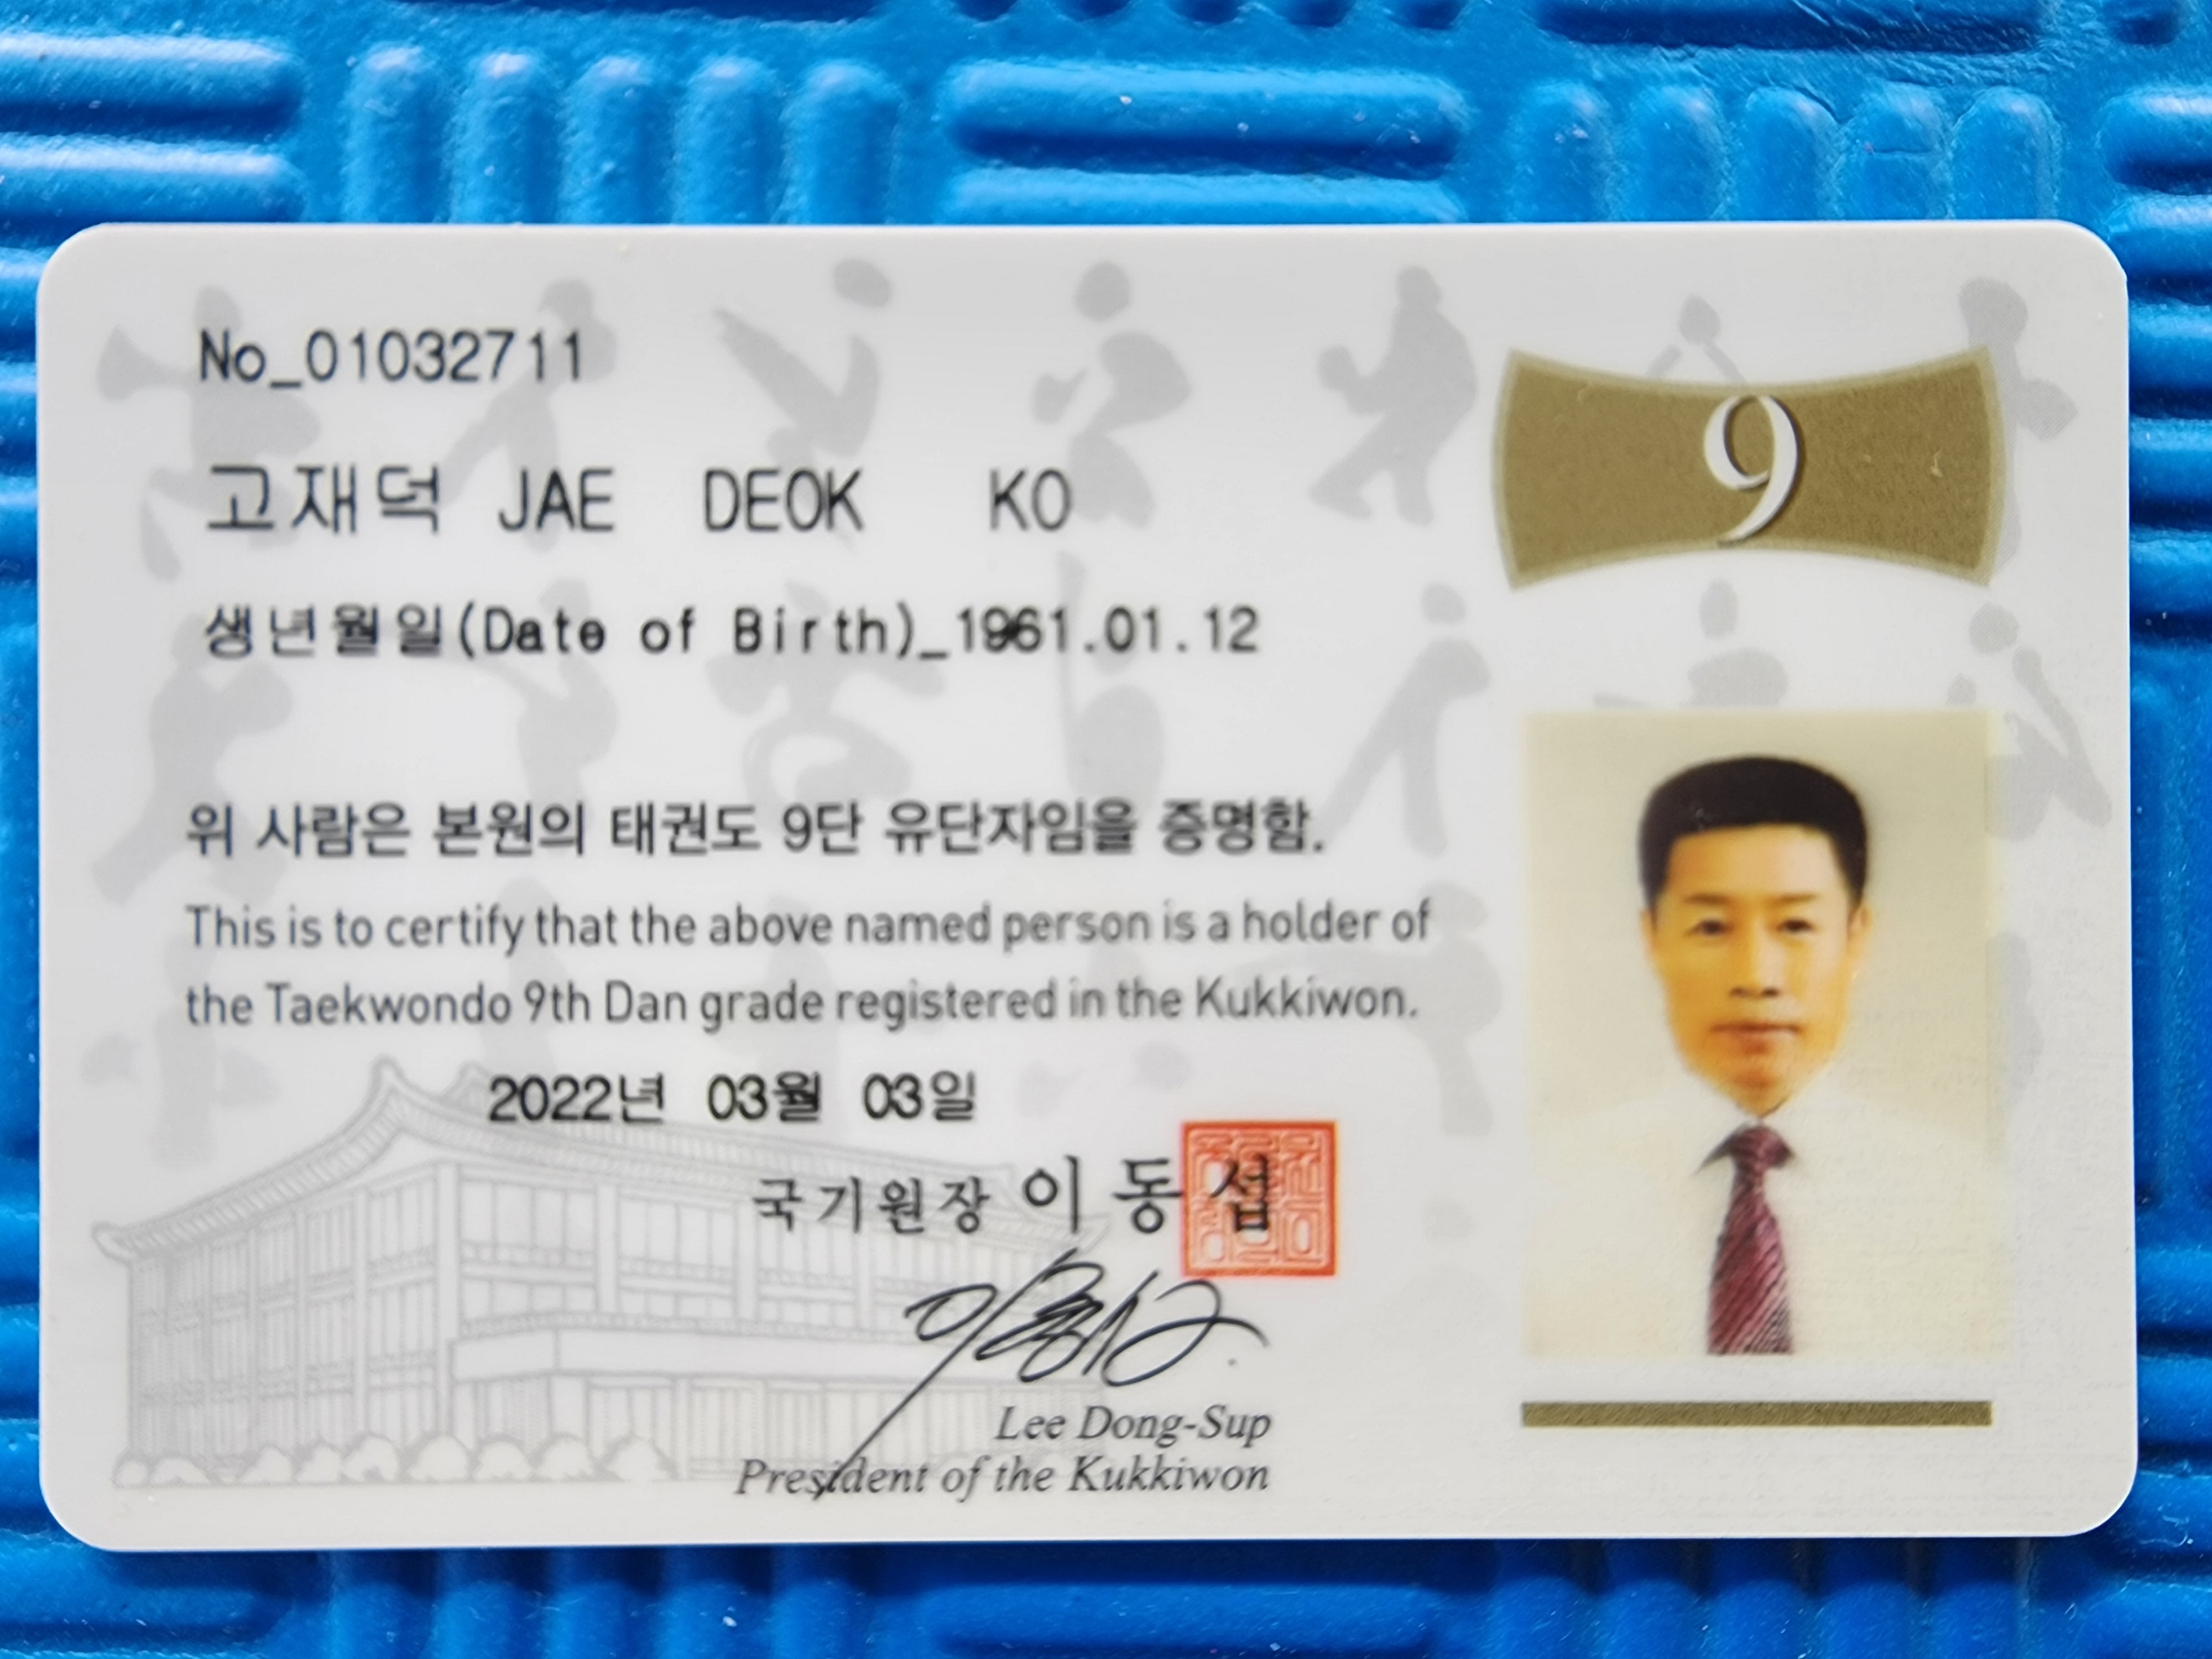 No_01032711
9
고재덕 JAE DEOK KO
생년월일(Date of Birth)_1961.01.12
위 사람은 본원의 태권도 9단 유단자임을 증명함.
This is to certify that the above named person is a holder of
the Taekwondo 9th Dan grade registered in the Kukkiwon.
2022년 03월 03일
국기원장 이동섭
Lee Dong-Sup
President of the Kukkiwon